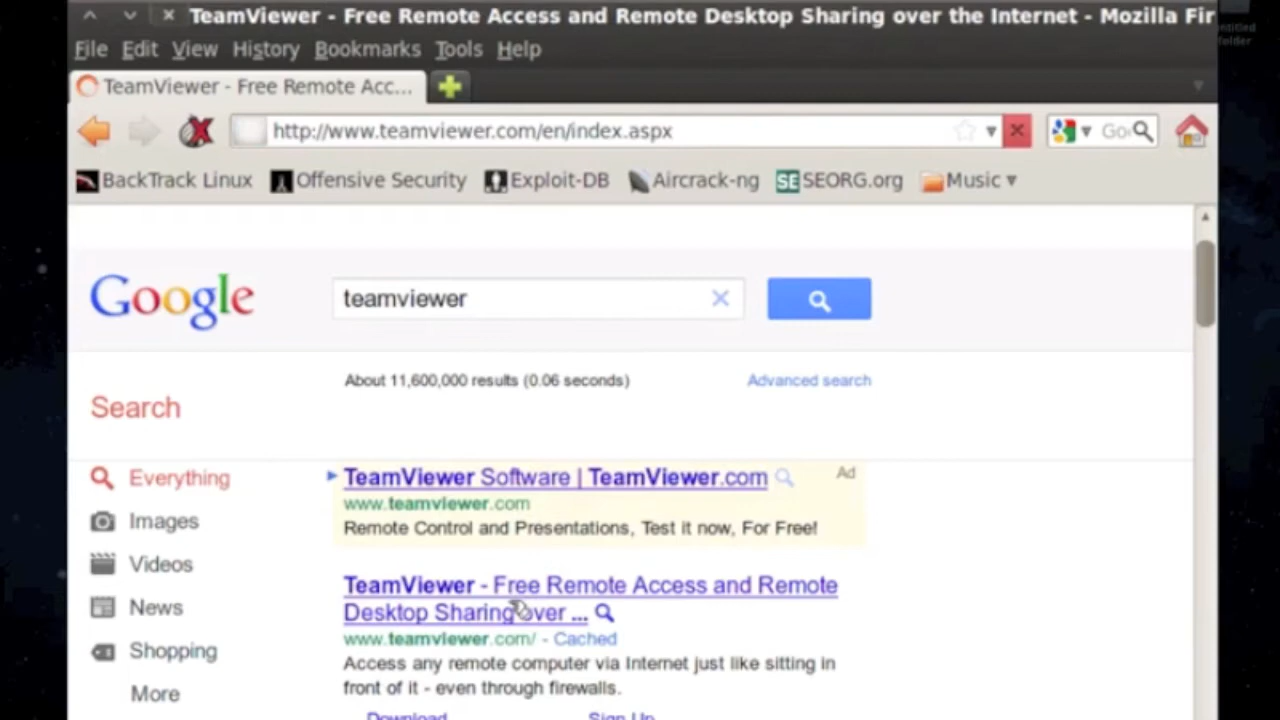 TeamViewer - Free Remote Access and Remote Desktop Sharing over the Internet - Mozilla Fir
File Edit View History Bookmarks Tools Help
TeamViewer - Free Remote Acc...
http://www.teamviewer.com/en/index.aspx
BackTrack Linux Offensive Security Exploit-DB Aircrack-ng SEORG.org Music
Google
teamviewer
About 11,600,000 results (0.06 seconds)
Advanced search
Search
Everything
Images
Videos
News
Shopping
More
TeamViewer Software | TeamViewer.com
Ad
www.teamviewer.com
Remote Control and Presentations, Test it now, For Free!
TeamViewer - Free Remote Access and Remote
Desktop Sharing over ...
www.teamviewer.com/ - Cached
Access any remote computer via Internet just like sitting in
front of it - even through firewalls.
Download Sign Up